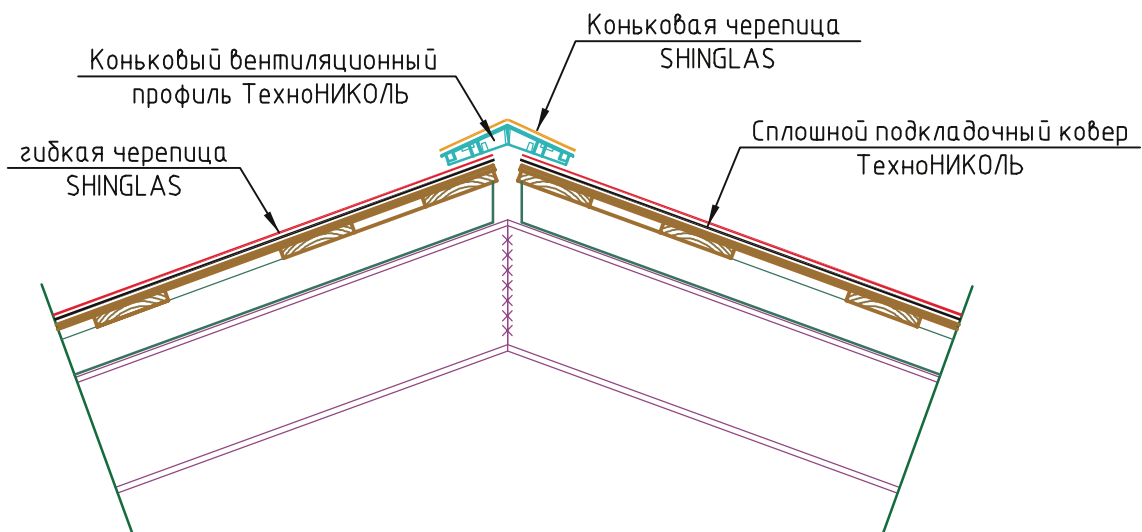 Коньковая черепица
SHINGLAS
Коньковый вентиляционный
профиль ТехноНИКОЛЬ
Сплошной подкладочный ковер
ТехноНИКОЛЬ
гибкая черепица
SHINGLAS